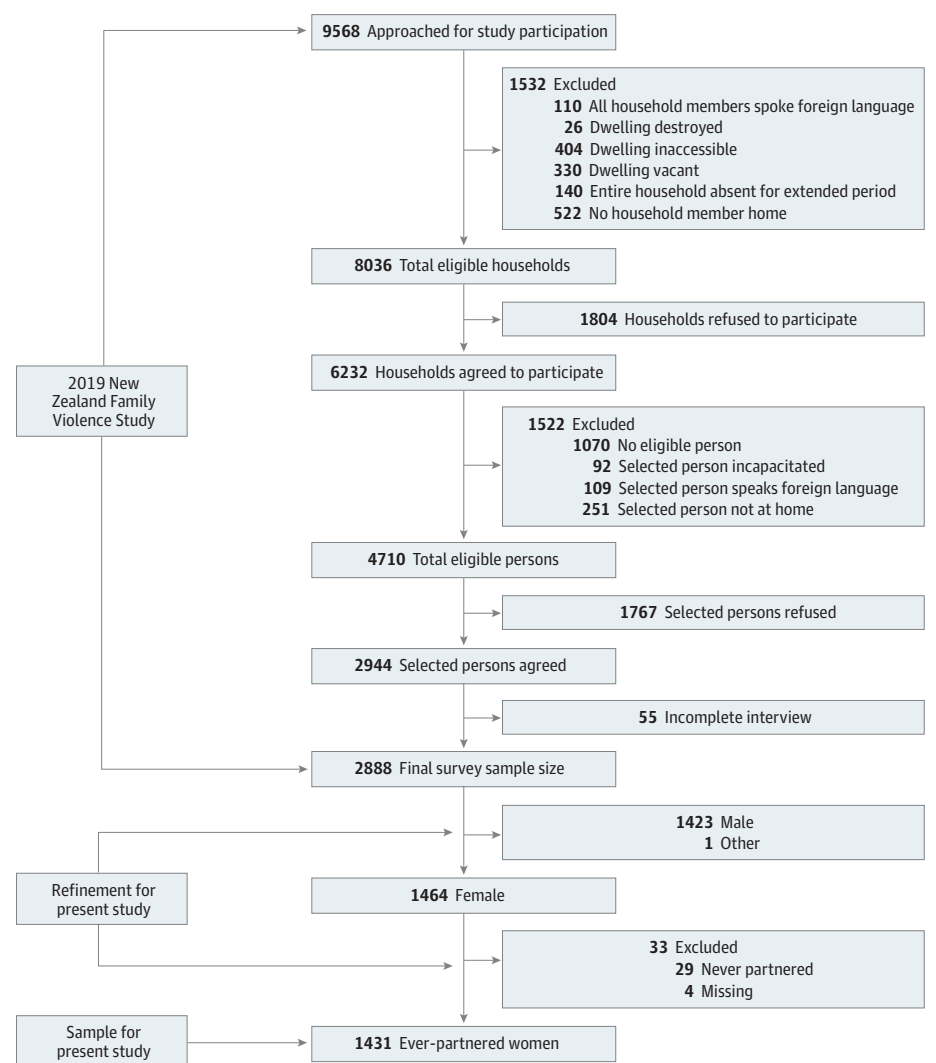 9568 Approached for study participation
1532 Excluded
110 All household members spoke foreign language
26 Dwelling destroyed
404 Dwelling inaccessible
330 Dwelling vacant
140 Entire household absent for extended period
522 No household member home
8036 Total eligible households
1804 Households refused to participate
6232 Households agreed to participate
2019 New
Zealand Family
Violence Study
1522 Excluded
1070 No eligible person
92 Selected person incapacitated
109 Selected person speaks foreign language
251 Selected person not at home
4710 Total eligible persons
1767 Selected persons refused
2944 Selected persons agreed
55 Incomplete interview
2888 Final survey sample size
1423 Male
1 Other
Refinement for
present study
1464 Female
33 Excluded
29 Never partnered
4 Missing
Sample for
present study
1431 Ever-partnered women